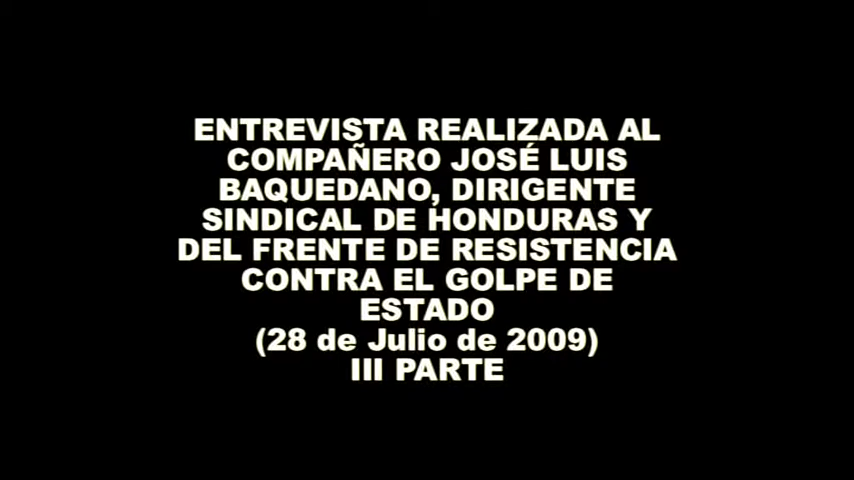 ENTREVISTA REALIZADA AL
COMPAÑERO JOSÉ LUIS
BAQUEDANO, DIRIGENTE
SINDICAL DE HONDURAS Y
DEL FRENTE DE RESISTENCIA
CONTRA EL GOLPE DE
ESTADO
(28 de Julio de 2009)
III PARTE